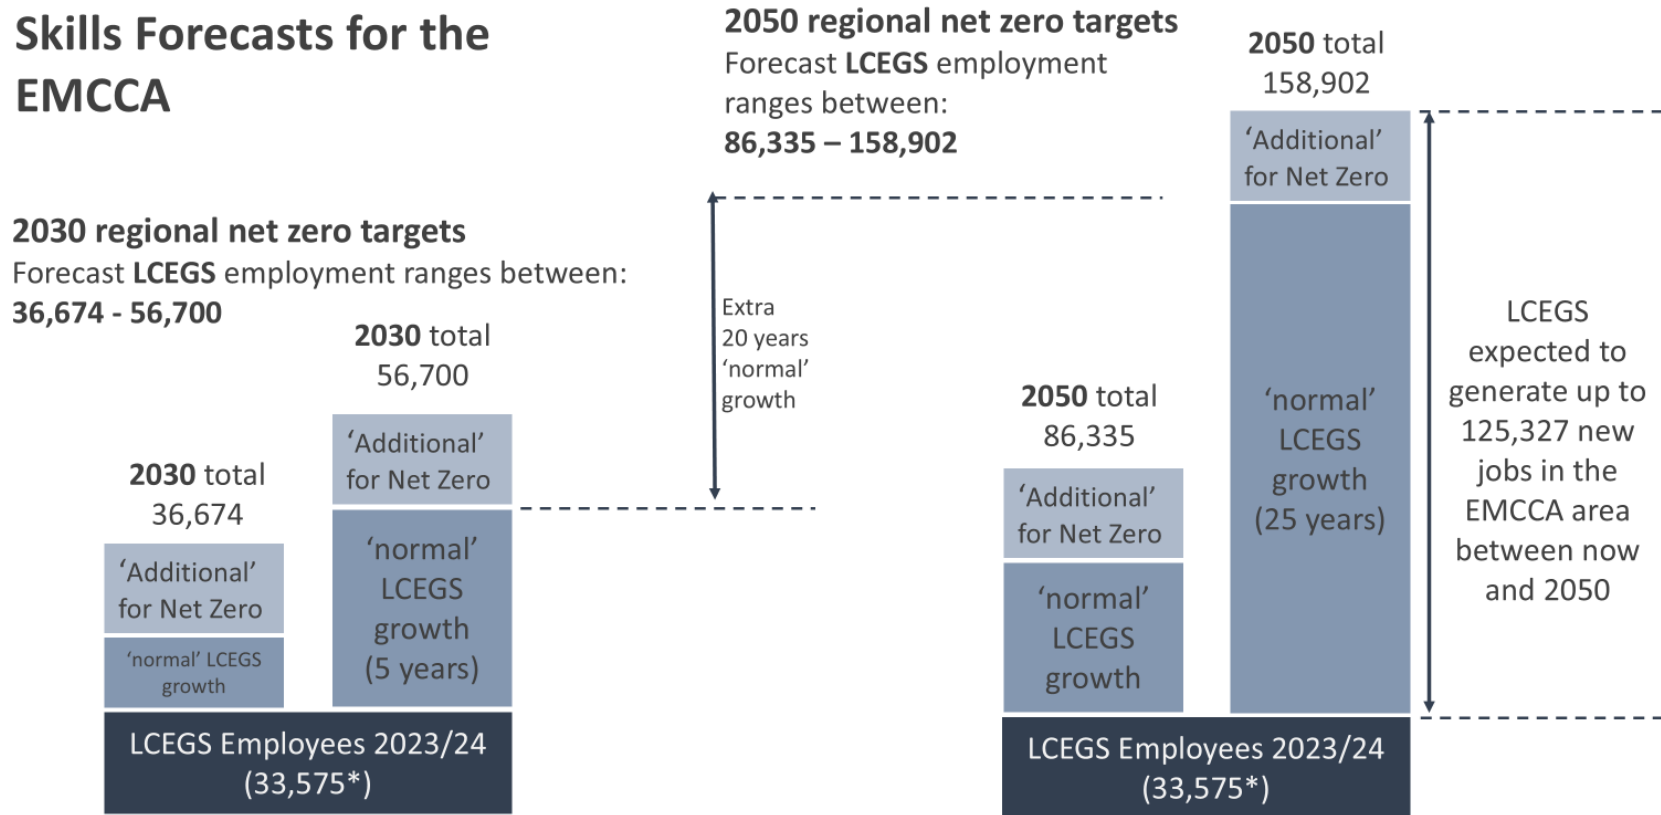 Skills Forecasts for the
EMCCA
2030 regional net zero targets
Forecast LCEGS employment ranges between:
36,674 - 56,700
2030 total
36,674
‘Additional’
for Net Zero
‘normal’ LCEGS
growth
2030 total
56,700
‘Additional’
for Net Zero
‘normal’
LCEGS
growth
(5 years)
LCEGS Employees 2023/24
(33,575*)
2050 regional net zero targets
Forecast LCEGS employment
ranges between:
86,335 – 158,902
Extra
20 years
‘normal’
growth
2050 total
86,335
‘Additional’
for Net Zero
‘normal’
LCEGS
growth
2050 total
158,902
‘Additional’
for Net Zero
‘normal’
LCEGS
growth
(25 years)
LCEGS Employees 2023/24
(33,575*)
LCEGS
expected to
generate up to
125,327 new
jobs in the
EMCCA area
between now
and 2050